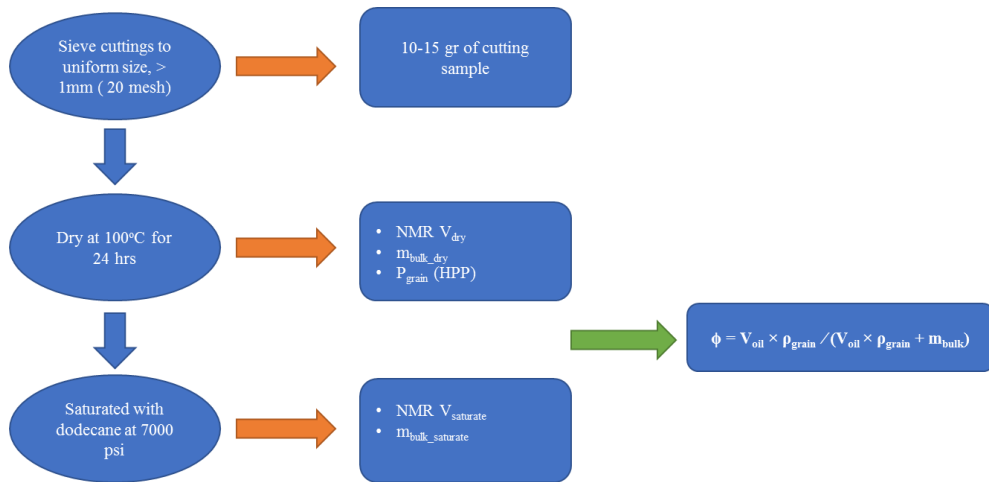 Sieve cuttings to
uniform size, >
1mm ( 20 mesh)
10-15 gr of cutting
sample
Dry at 100°C for
24 hrs
• NMR Vdry
• mbulk_dry
• Pgrain (HPP)
ϕ = Voil × ρgrain ∕ (Voil × ρgrain + mbulk)
Saturated with
dodecane at 7000
psi
• NMR Vsaturate
• mbulk_saturate